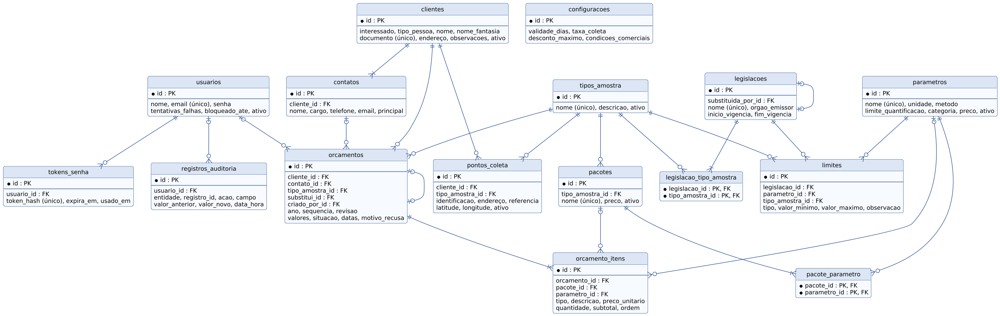 clientes
id : PK
interessado, tipo_pessoa, nome, nome_fantasia
documento (único), endereço, observacoes, ativo
configuracoes
id : PK
validade_dias, taxa_coleta
desconto_maximo, condicoes_comerciais
usuarios
id : PK
nome, email (único), senha
tentativas_falhas, bloqueado_ate, ativo
contatos
id : PK
cliente_id : FK
nome, cargo, telefone, email, principal
tipos_amostra
id : PK
nome (único), descricao, ativo
legislacoes
id : PK
substituida_por_id : FK
nome (único), orgao_emissor
inicio_vigencia, fim_vigencia
parametros
id : PK
nome (único), unidade, metodo
limite_quantificacao, categoria, preco, ativo
tokens_senha
id : PK
usuario_id : FK
token_hash (único), expira_em, usado_em
registros_auditoria
id : PK
usuario_id : FK
entidade, registro_id, acao, campo
valor_anterior, valor_novo, data_hora
orcamentos
id : PK
cliente_id : FK
contato_id : FK
tipo_amostra_id : FK
substitui_id : FK
criado_por_id : FK
ano, sequencia, revisao
valores, situacao, datas, motivo_recusa
pontos_coleta
id : PK
cliente_id : FK
tipo_amostra_id : FK
identificacao, endereço, referencia
latitude, longitude, ativo
pacotes
id : PK
tipo_amostra_id : FK
nome (único), preco, ativo
legislacao_tipo_amostra
legislacao_id : PK, FK
tipo_amostra_id : PK, FK
limites
id : PK
legislacao_id : FK
parametro_id : FK
tipo_amostra_id : FK
tipo, valor_minimo, valor_maximo, observacao
orcamento_itens
id : PK
orcamento_id : FK
pacote_id : FK
parametro_id : FK
tipo, descricao, preco_unitario
quantidade, subtotal, ordem
pacote_parametro
pacote_id : PK, FK
parametro_id : PK, FK